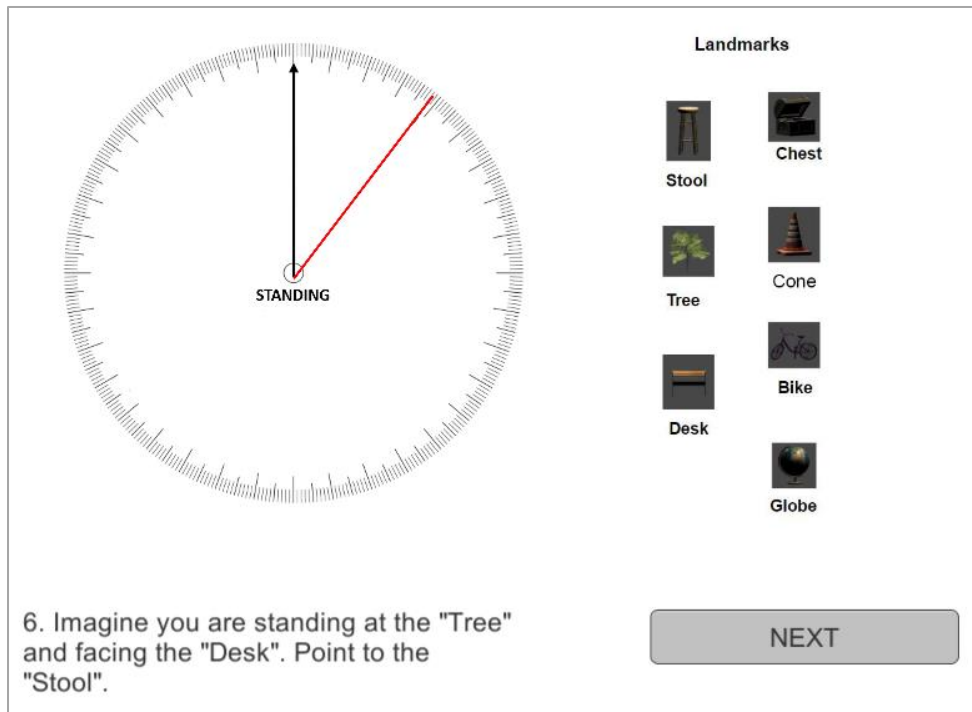 Landmarks
Stool
Chest
Tree
Cone
Desk
Bike
Globe
STANDING
6. Imagine you are standing at the "Tree"
and facing the "Desk". Point to the
"Stool".
NEXT